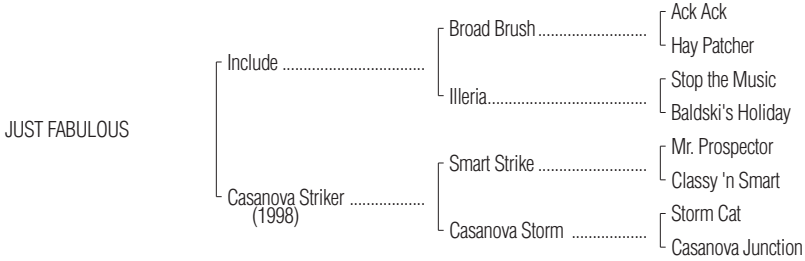 Ack Ack
Broad Brush ..........................
Hay Patcher
Include ..................................
Stop the Music
Illeria......................................
Baldski's Holiday
JUST FABULOUS
Mr. Prospector
Smart Strike ..........................
Classy 'n Smart
Casanova Striker ..................
(1998)
Storm Cat
Casanova Storm ..................
Casanova Junction